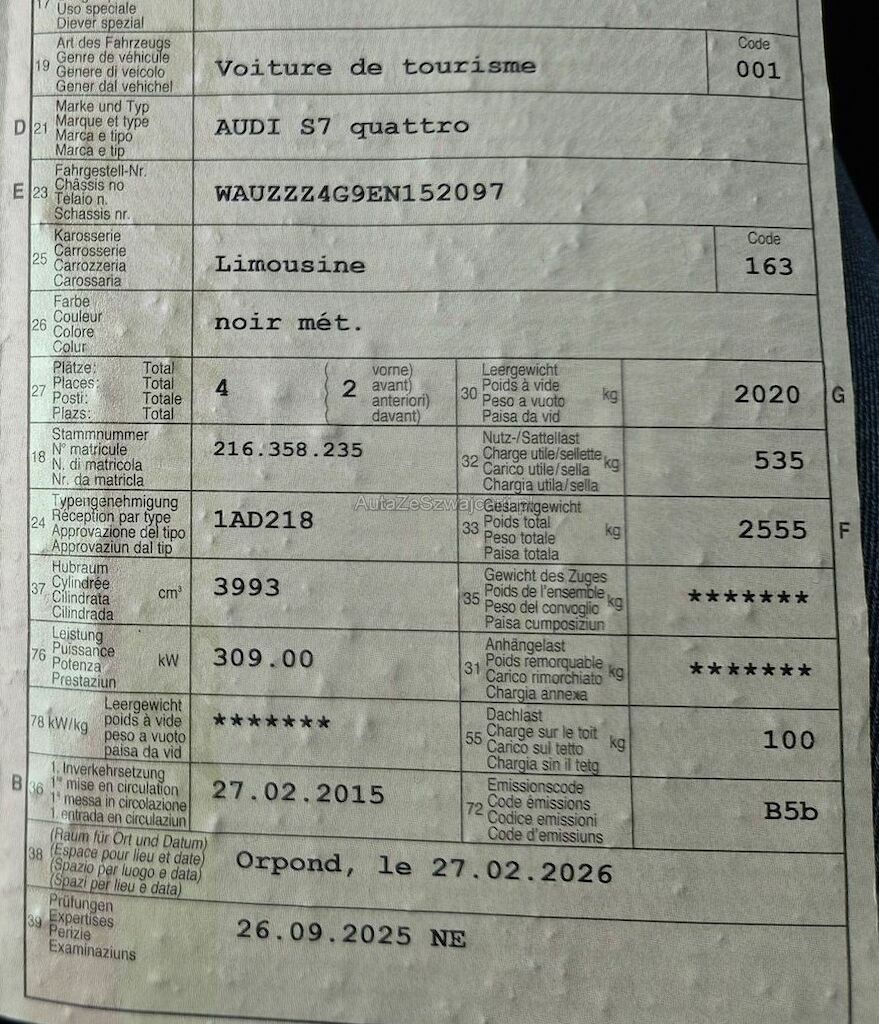 17
Uso speciale
Diever spezial
19 Art des Fahrzeugs
Genre de véhicule
Genere di veicolo
Gener dal vehichel
Voiture de tourisme
Code
001
D 21 Marke und Typ
Marque et type
Marca e tipo
Marca e tip
AUDI S7 quattro
E 23 Fahrgestell-Nr.
Châssis no
Telaio n.
Schassis nr.
WAUZZZ4G9EN152097
25 Karosserie
Carrosserie
Carrozzeria
Carossaria
Limousine
Code
163
26 Farbe
Couleur
Colore
Colur
noir mét.
27 Plätze: Total
Places: Total
Posti: Totale
Plazs: Total
4
( 2 vorne)
avant)
anteriori)
davant)
30 Leergewicht
Poids à vide
Peso a vuoto
Paisa da vid
kg
2020 G
18 Stammnummer
N° matricule
N. di matricola
Nr. da matricla
216.358.235
32 Nutz-/Sattellast
Charge utile/sellette
Carico utile/sella
Chargia utila/sella
kg
535
24 Typengenehmigung
Réception par type
Approvazione del tipo
Approvaziun dal tip
1AD218
33 Gesamtgewicht
Poids total
Peso totale
Paisa totala
kg
2555 F
37 Hubraum
Cylindrée
Cilindrata
Cilindrada
cm³
3993
35 Gewicht des Zuges
Poids de l'ensemble
Peso del convoglio
Paisa cumposiziun
kg
*******
76 Leistung
Puissance
Potenza
Prestaziun
kW
309.00
31 Anhängelast
Poids remorquable
Carico rimorchiato
Chargia annexa
kg
*******
78 kW/kg Leergewicht
poids à vide
peso a vuoto
paisa da vid
*******
55 Dachlast
Charge sur le toit
Carico sul tetto
Chargia sin il tetg
kg
100
B 36 1. Inverkehrsetzung
1re mise en circulation
1a messa in circolazione
1. entrada en circulaziun
27.02.2015
72 Emissionscode
Code émissions
Codice emissioni
Code d'emissiuns
B5b
38 (Raum für Ort und Datum)
(Espace pour lieu et date)
(Spazio per luogo e data)
(Spazi per lieu e data)
Orpond, le 27.02.2026
39 Prüfungen
Expertises
Perizie
Examinaziuns
26.09.2025 NE